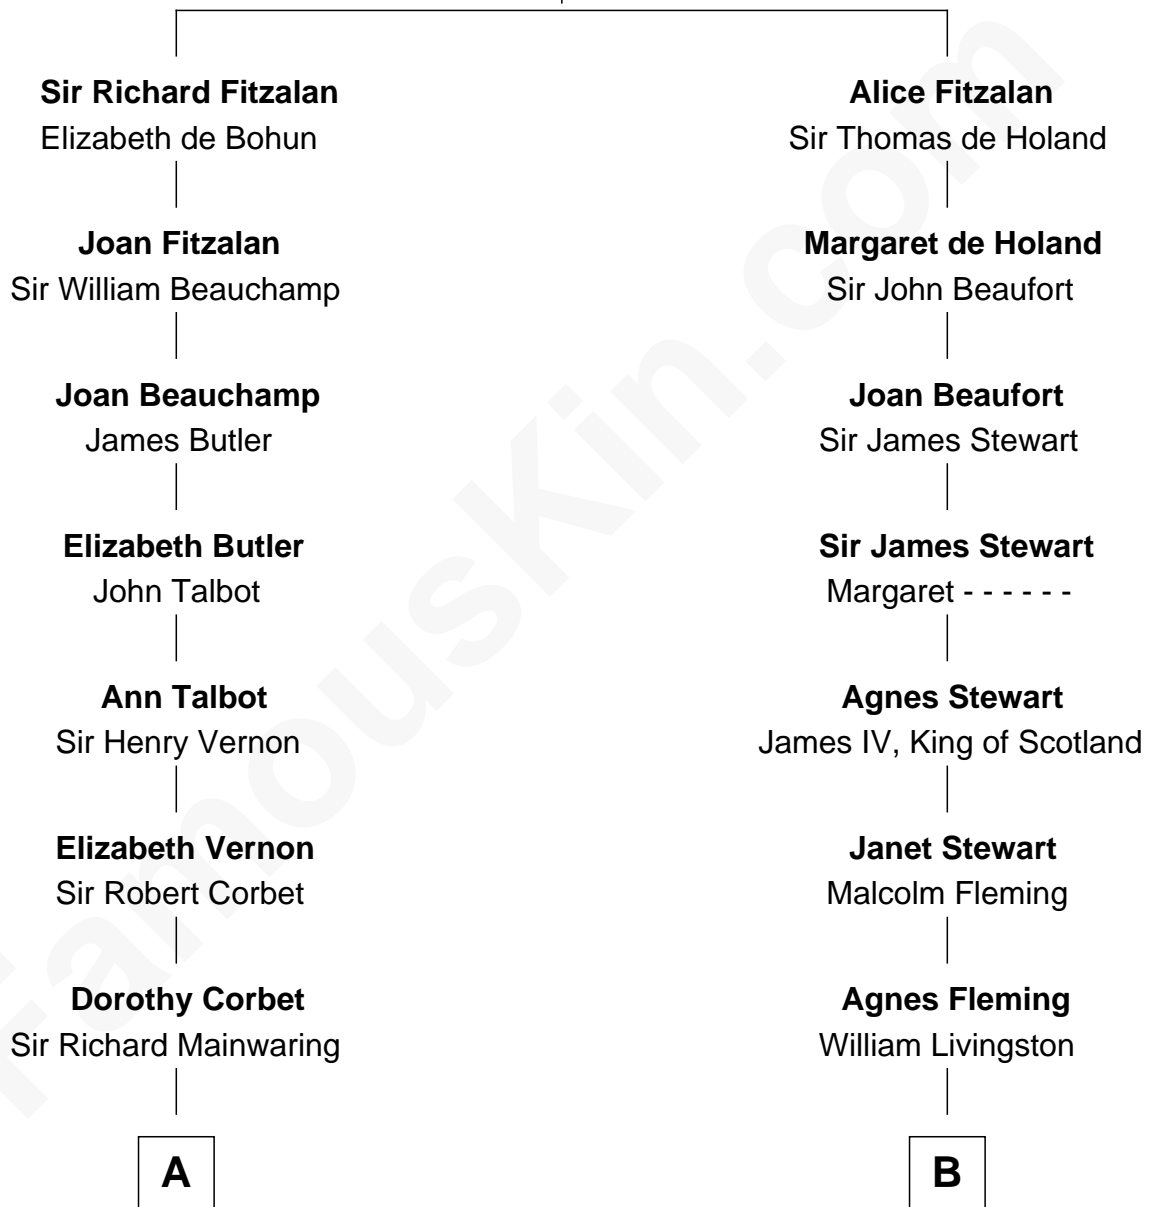 Sir Richard Fitzalan
Elizabeth de Bohun
Joan Fitzalan
Sir William Beauchamp
Joan Beauchamp
James Butler
Elizabeth Butler
John Talbot
Ann Talbot
Sir Henry Vernon
Elizabeth Vernon
Sir Robert Corbet
Dorothy Corbet
Sir Richard Mainwaring
A
Alice Fitzalan
Sir Thomas de Holand
Margaret de Holand
Sir John Beaufort
Joan Beaufort
Sir James Stewart
Sir James Stewart
Margaret - - - - - -
Agnes Stewart
James IV, King of Scotland
Janet Stewart
Malcolm Fleming
Agnes Fleming
William Livingston
B
FamousKin.com